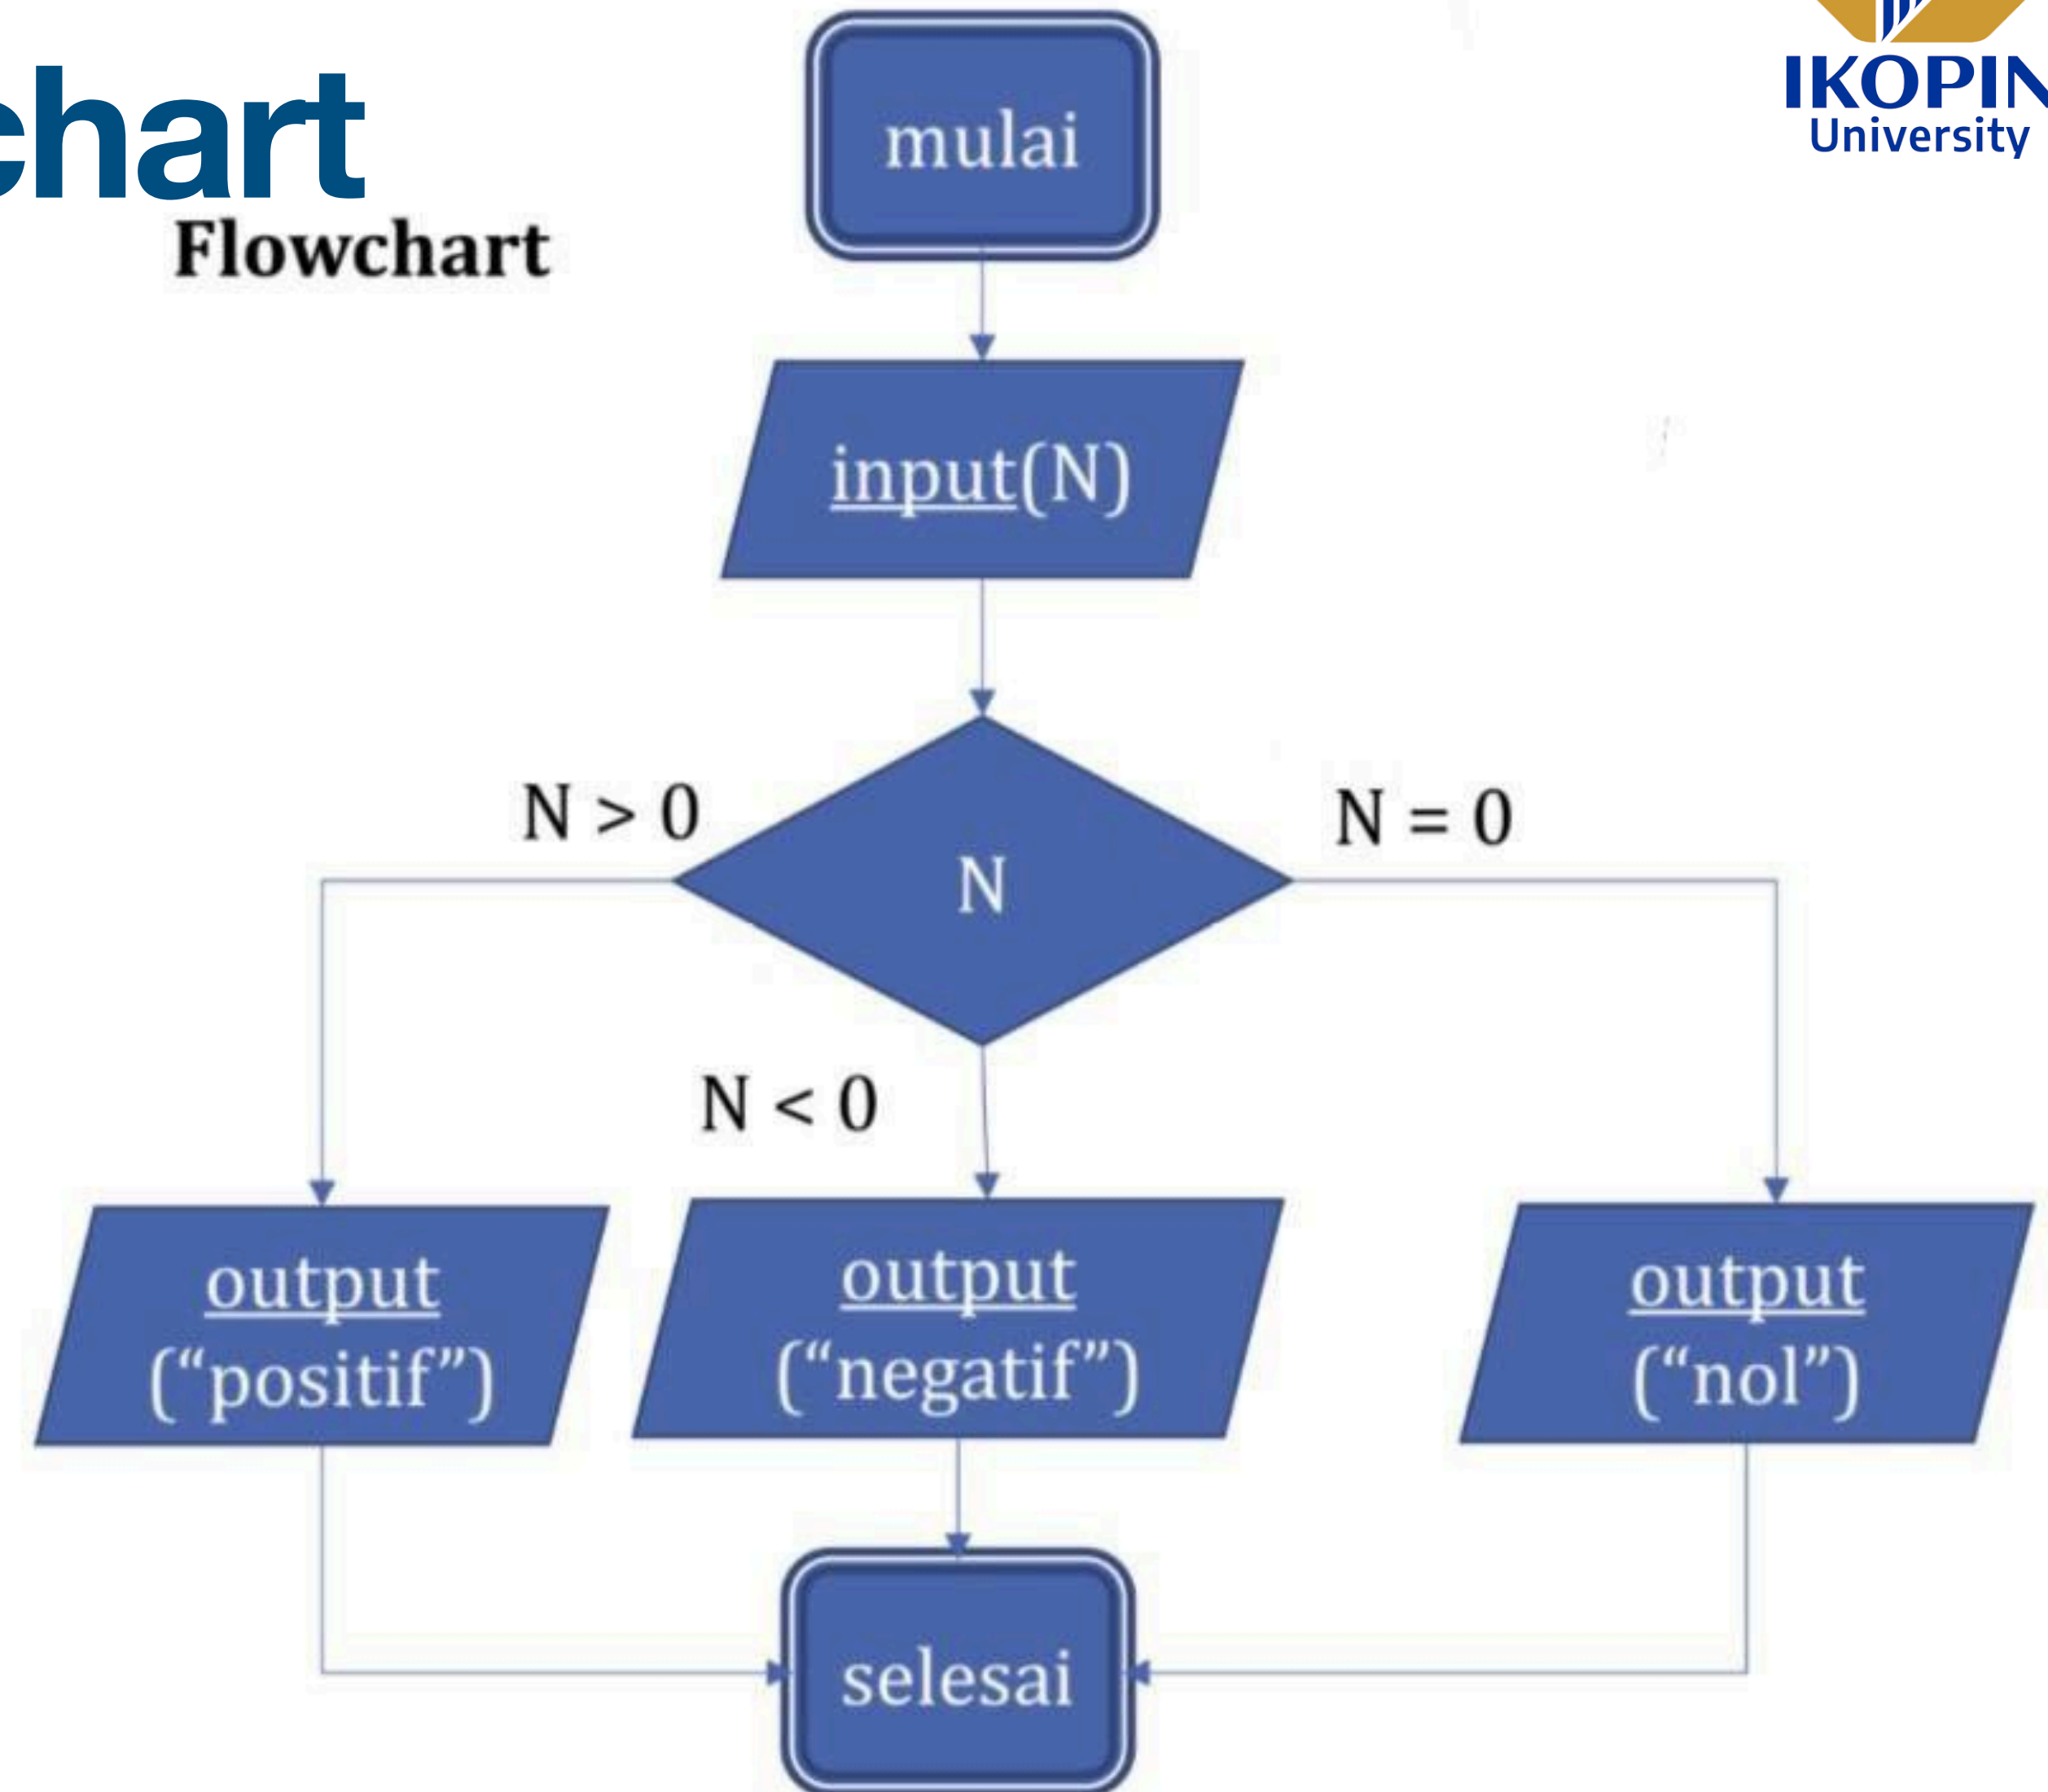 chart
IKOPIN
University
Flowchart
mulai
input(N)
N > 0
N = 0
N
N < 0
output
(“positif”)
output
(“negatif”)
output
(“nol”)
selesai